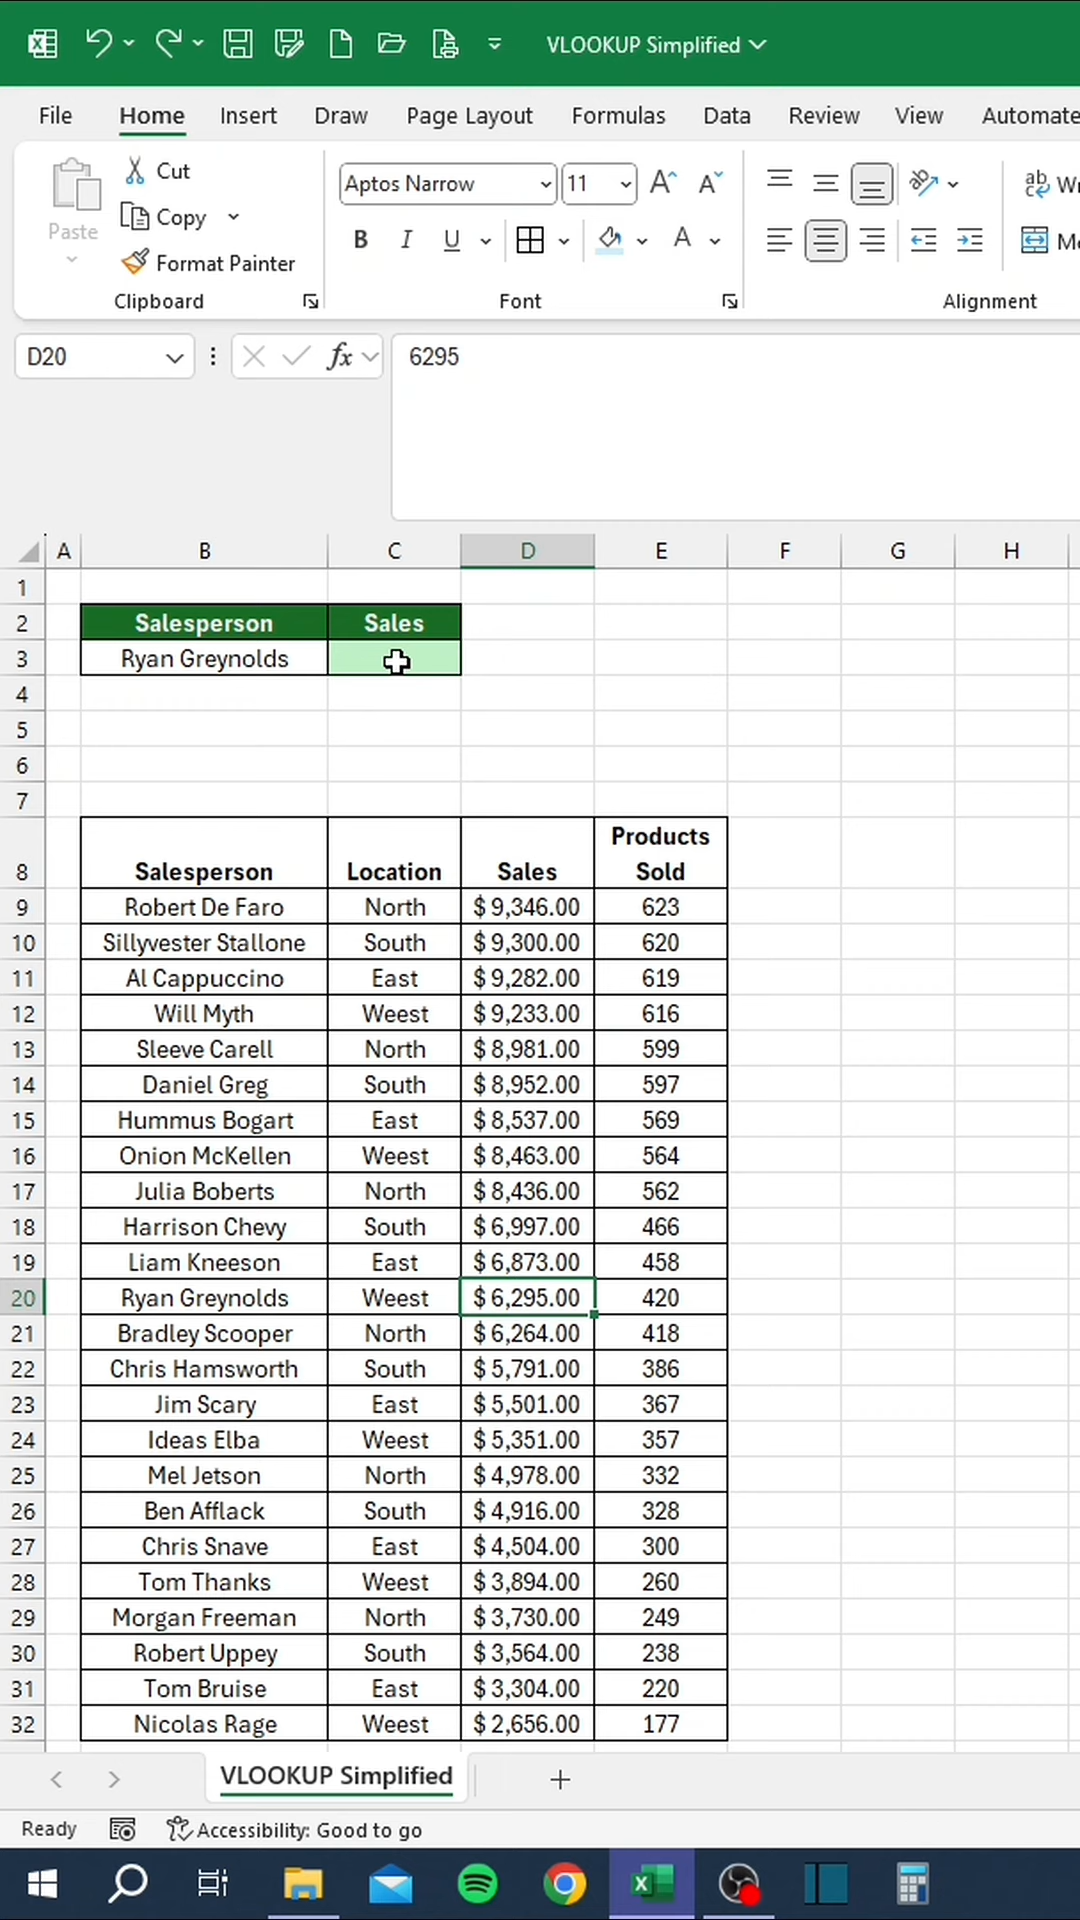 VLOOKUP Simplified
File Home Insert Draw Page Layout Formulas Data Review View Automate
Paste
Cut
Copy
Format Painter
Clipboard
Aptos Narrow 11
B I U A
Font
ab
Alignment
D20 fx 6295
A B C D E F G H
1
2 Salesperson Sales
3 Ryan Greynolds
4
5
6
7
8 Salesperson Location Sales Products Sold
9 Robert De Faro North $ 9,346.00 623
10 Sillyvester Stallone South $ 9,300.00 620
11 Al Cappuccino East $ 9,282.00 619
12 Will Myth Weest $ 9,233.00 616
13 Sleeve Carell North $ 8,981.00 599
14 Daniel Greg South $ 8,952.00 597
15 Hummus Bogart East $ 8,537.00 569
16 Onion McKellen Weest $ 8,463.00 564
17 Julia Boberts North $ 8,436.00 562
18 Harrison Chevy South $ 6,997.00 466
19 Liam Kneeson East $ 6,873.00 458
20 Ryan Greynolds Weest $ 6,295.00 420
21 Bradley Scooper North $ 6,264.00 418
22 Chris Hamsworth South $ 5,791.00 386
23 Jim Scary East $ 5,501.00 367
24 Ideas Elba Weest $ 5,351.00 357
25 Mel Jetson North $ 4,978.00 332
26 Ben Afflack South $ 4,916.00 328
27 Chris Snave East $ 4,504.00 300
28 Tom Thanks Weest $ 3,894.00 260
29 Morgan Freeman North $ 3,730.00 249
30 Robert Uppey South $ 3,564.00 238
31 Tom Bruise East $ 3,304.00 220
32 Nicolas Rage Weest $ 2,656.00 177
VLOOKUP Simplified
Ready Accessibility: Good to go